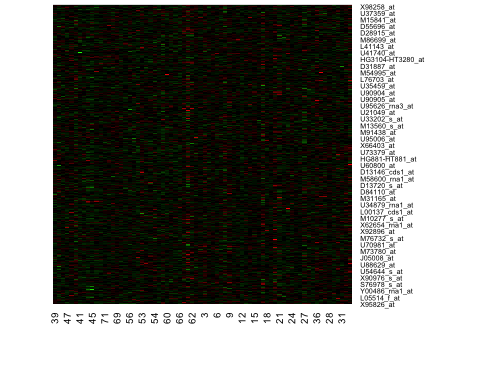 X98258_at
U37359_at
M15841_at
D55696_at
D28915_at
M86699_at
L41143_at
U41740_at
HG3104-HT3280_at
D31887_at
M54995_at
L76703_at
U35459_at
U90904_at
U90905_at
U95626_rna3_at
U21049_at
U33202_s_at
M13560_s_at
M91438_at
U95006_at
X66403_at
U73379_at
HG881-HT881_at
U60800_at
D13146_cds1_at
M58600_rna1_at
D13720_s_at
D84110_at
M31165_at
U34879_rna1_at
L00137_cds1_at
M10277_s_at
X62654_rna1_at
X92896_at
M76732_s_at
U70981_at
M73780_at
J05008_at
U88629_at
U54644_s_at
X90976_s_at
S76978_s_at
Y00486_rna1_at
L05514_f_at
X95826_at
39 47 41 45 71 69 56 53 54 60 66 62 3 6 9 12 15 18 21 24 27 36 28 31